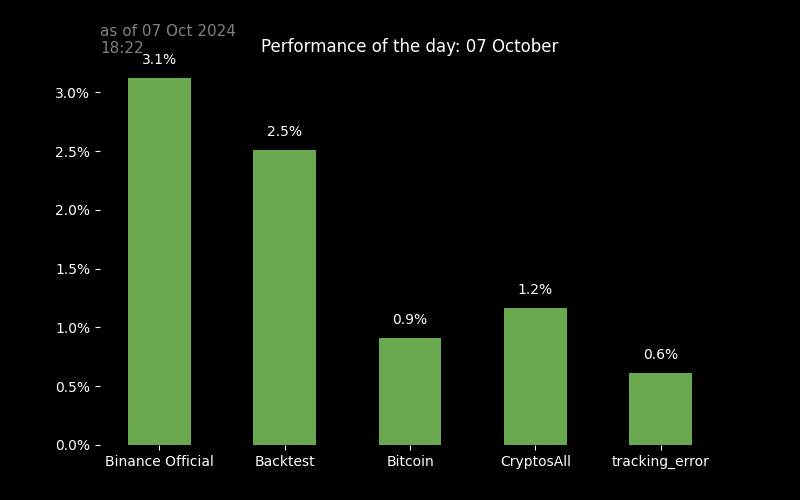 as of 07 Oct 2024
18:22
Performance of the day: 07 October
3.1%
2.5%
0.9%
1.2%
0.6%
3.0%
2.5%
2.0%
1.5%
1.0%
0.5%
0.0%
Binance Official
Backtest
Bitcoin
CryptosAll
tracking_error